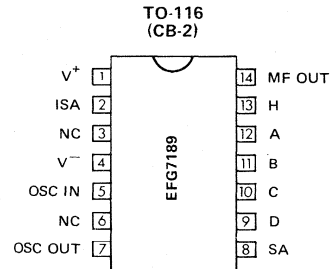 TO-116
(CB-2)
V+ 1 14 MF OUT
ISA 2 13 H
NC 3 12 A
V− 4 11 B
OSC IN 5 10 C
NC 6 9 D
OSC OUT 7 8 SA
EFG7189